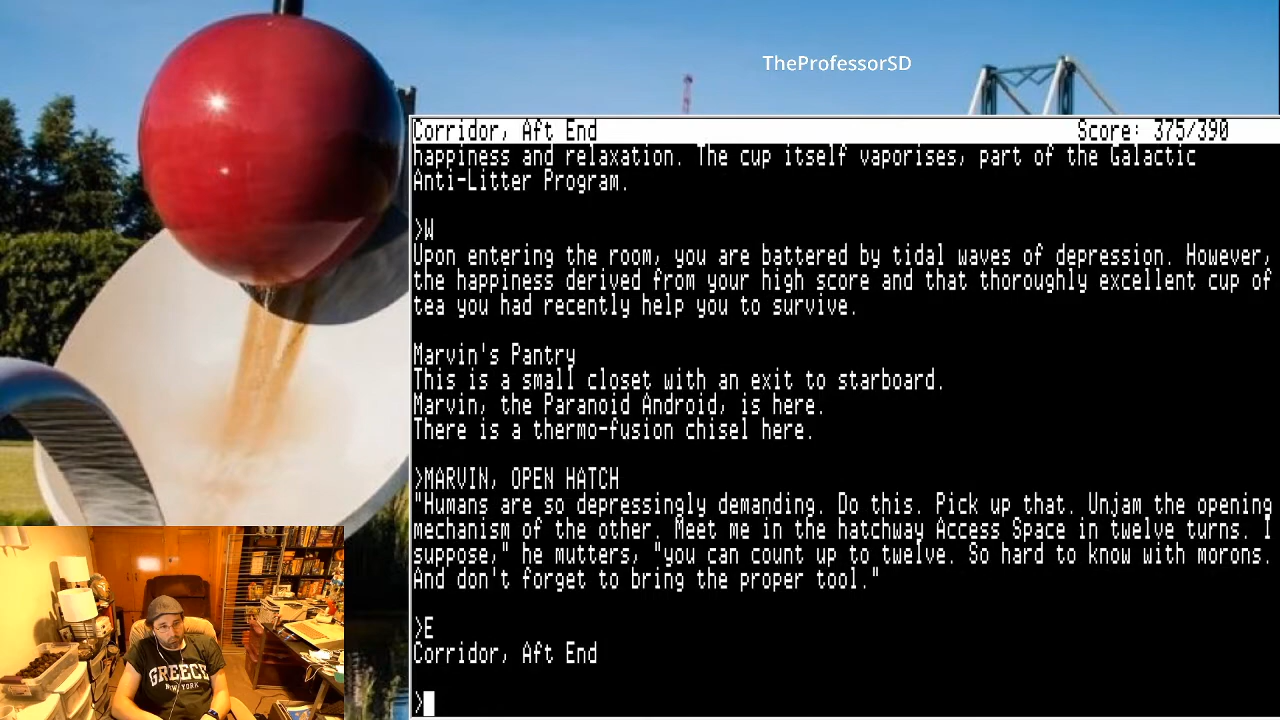 TheProfessorSD
Corridor, Aft End Score: 375/390
happiness and relaxation. The cup itself vaporises, part of the Galactic
Anti-Litter Program.
>W
Upon entering the room, you are battered by tidal waves of depression. However,
the happiness derived from your high score and that thoroughly excellent cup of
tea you had recently help you to survive.
Marvin's Pantry
This is a small closet with an exit to starboard.
Marvin, the Paranoid Android, is here.
There is a thermo-fusion chisel here.
>MARVIN, OPEN HATCH
"Humans are so depressingly demanding. Do this. Pick up that. Unjam the opening
mechanism of the other. Meet me in the hatchway Access Space in twelve turns. I
suppose," he mutters, "you can count up to twelve. So hard to know with morons.
And don't forget to bring the proper tool."
>E
Corridor, Aft End
>
GREECE
NEW YORK